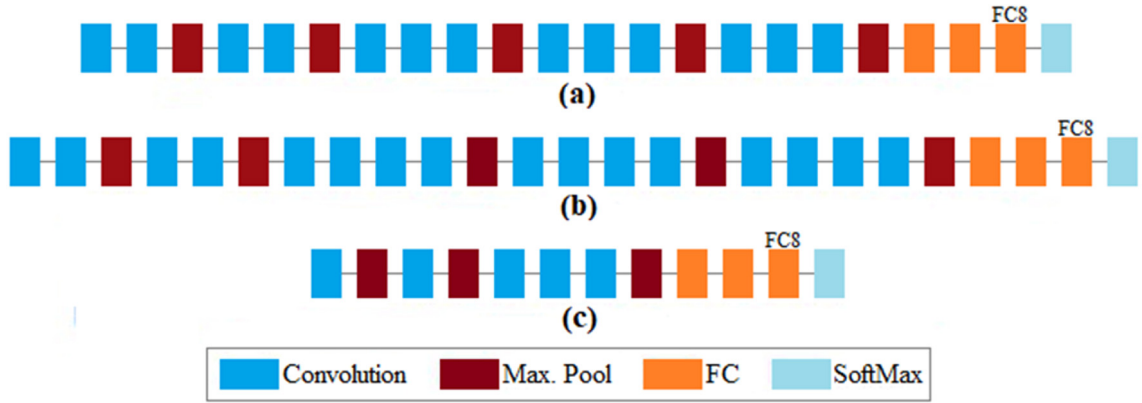 FC8
(a)
FC8
(b)
FC8
(c)
Convolution Max. Pool FC SoftMax